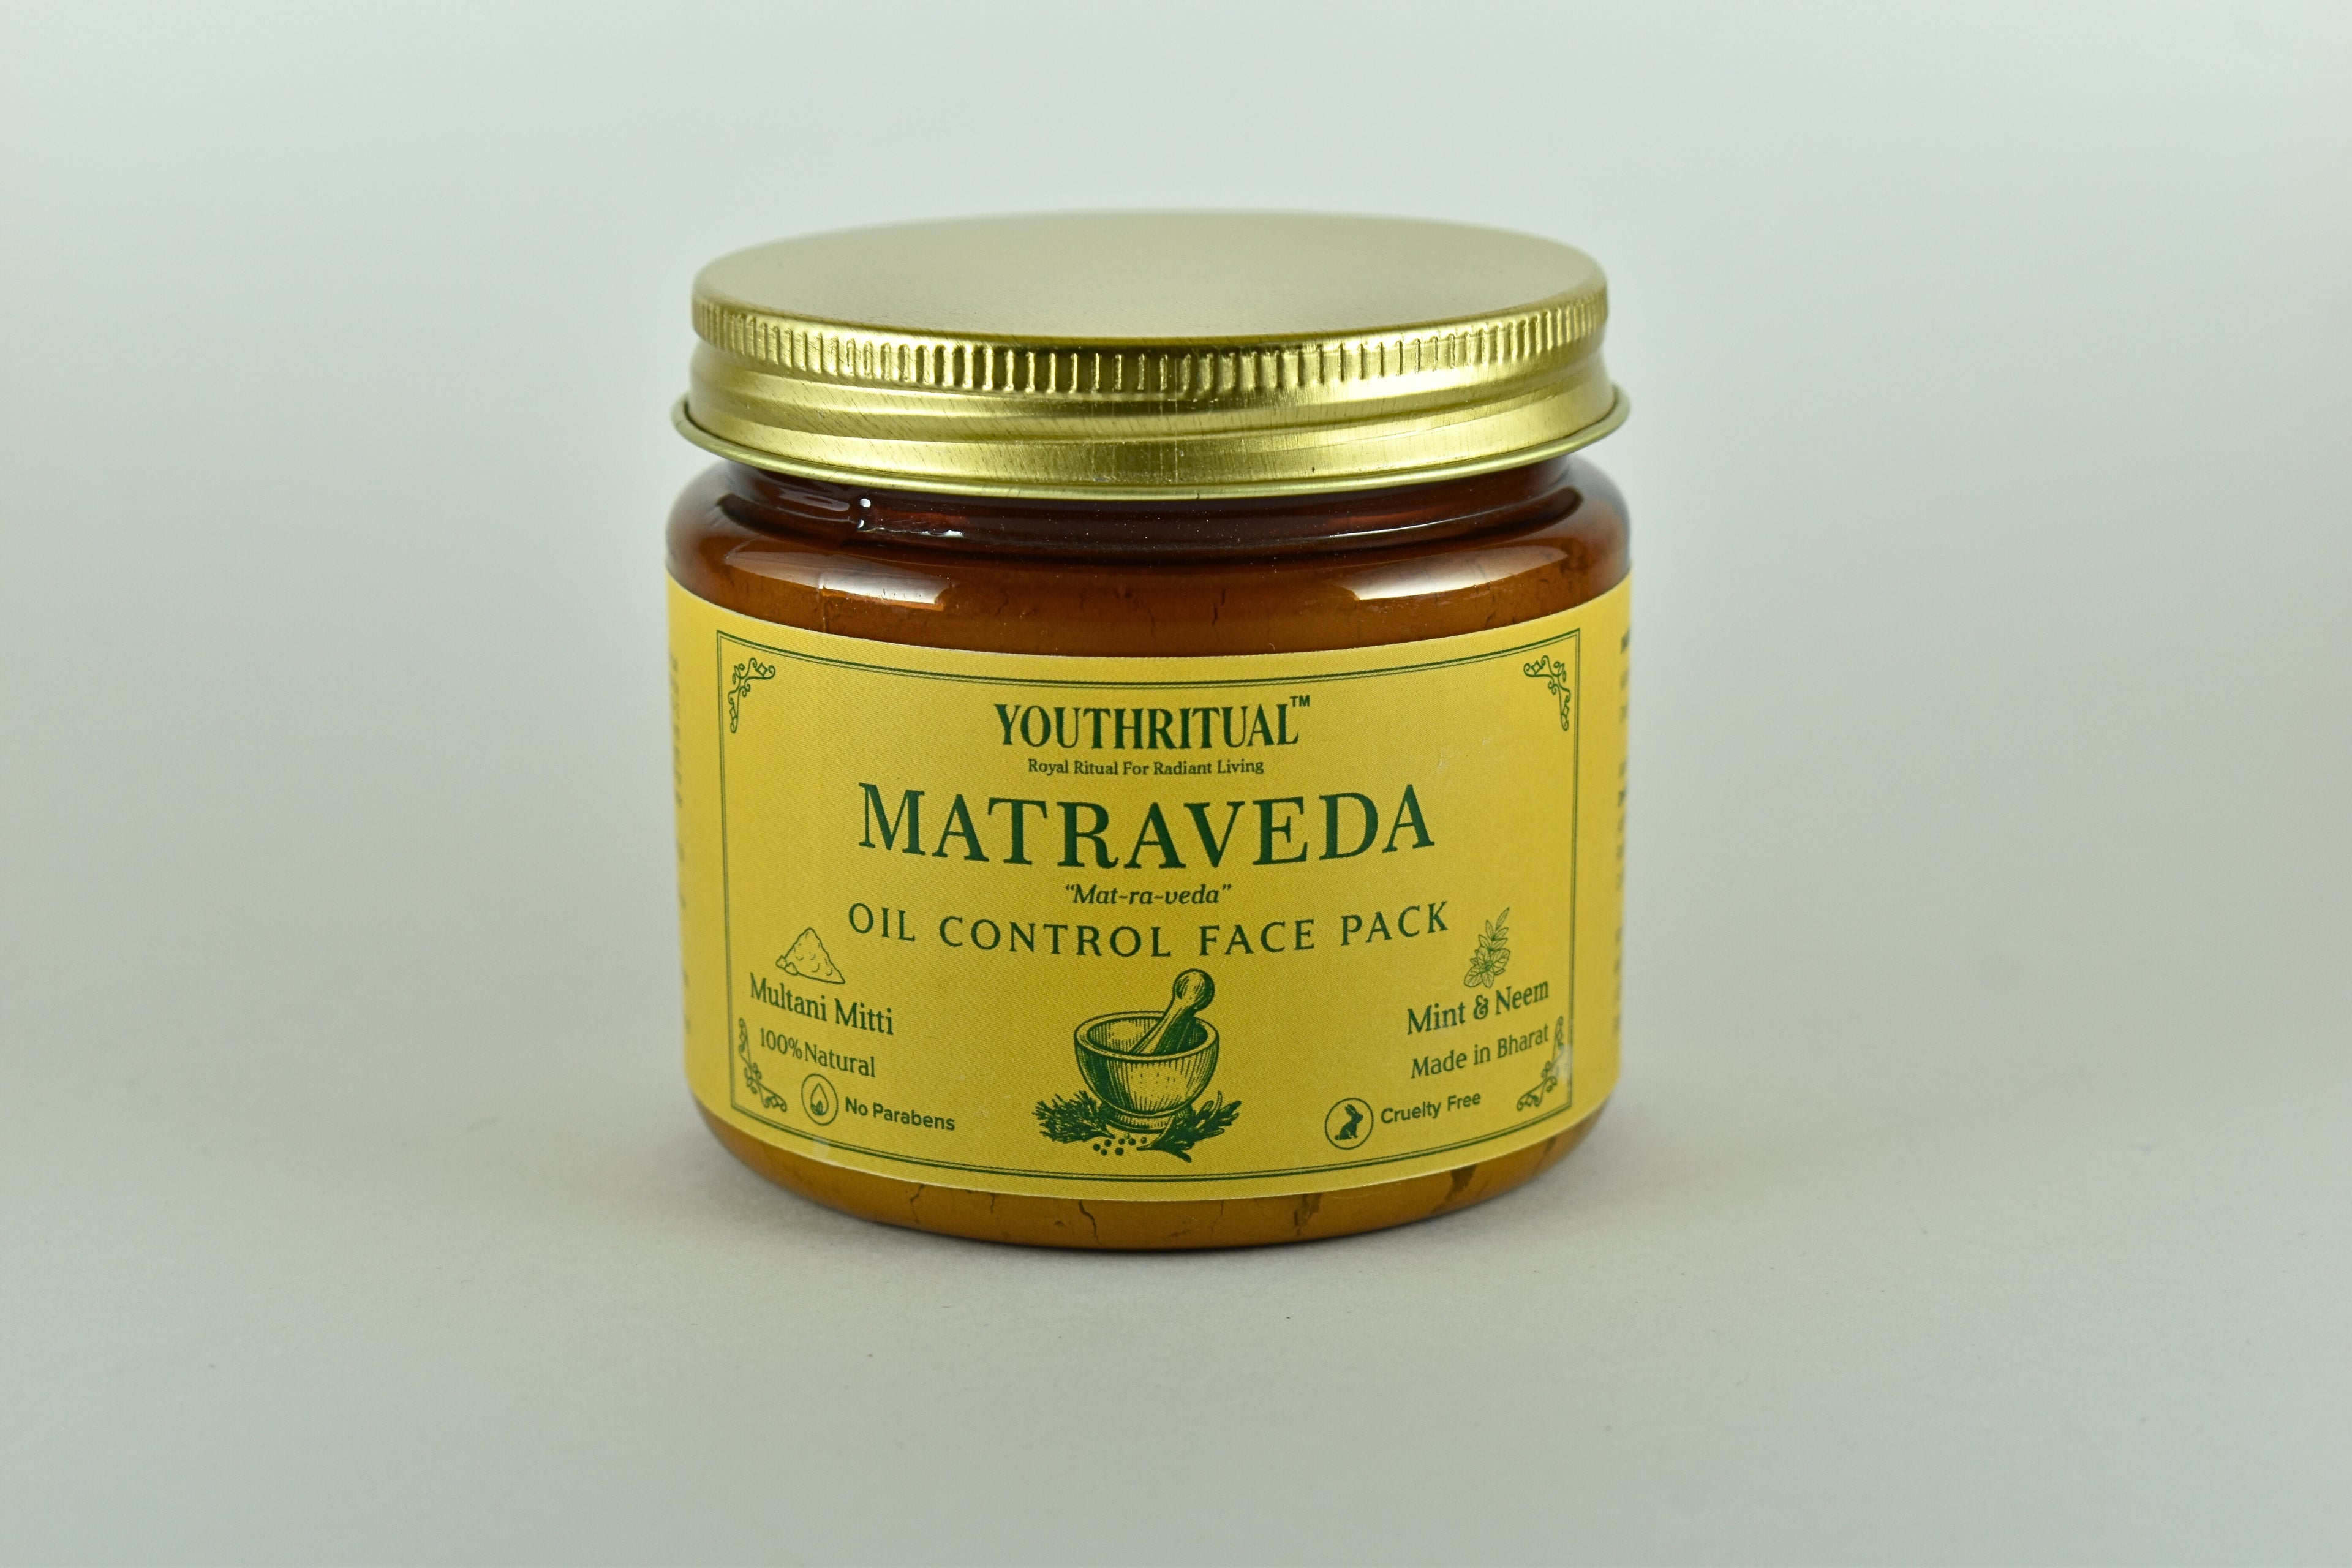 YOUTHRITUAL™
Royal Ritual For Radiant Living
MATRAVEDA
“Mat-ra-veda”
OIL CONTROL FACE PACK
Multani Mitti
100% Natural
No Parabens
Mint & Neem
Made in Bharat
Cruelty Free